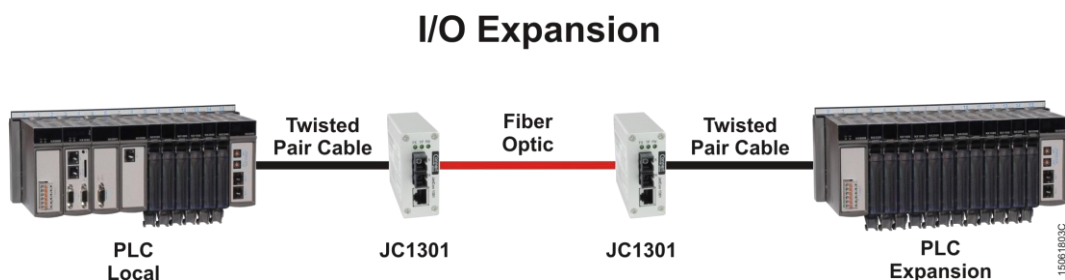 I/O Expansion
Twisted
Pair Cable
Fiber
Optic
Twisted
Pair Cable
PLC
Local
JC1301
JC1301
PLC
Expansion
15061803C